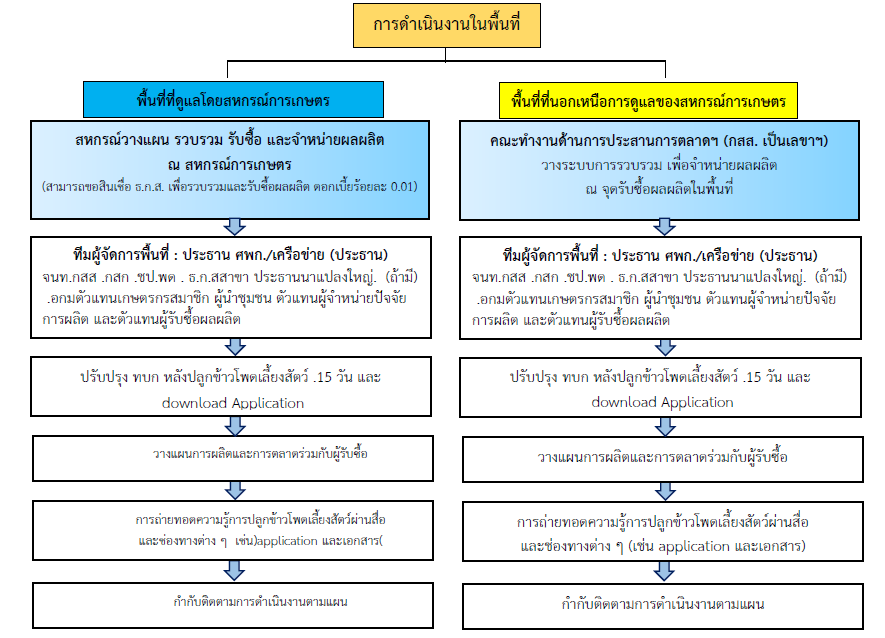 การดำเนินงานในพื้นที่
พื้นที่ที่ดูแลโดยสหกรณ์การเกษตร
สหกรณ์วางแผน รวบรวม รับซื้อ และจำหน่ายผลผลิต
ณ สหกรณ์การเกษตร
(สามารถขอสินเชื่อ ธ.ก.ส. เพื่อรวบรวมและรับซื้อผลผลิต ดอกเบี้ยร้อยละ 0.01)
ทีมผู้จัดการพื้นที่ : ประธาน ศพก./เครือข่าย (ประธาน)
จนท.กสส .กสก .ชป.พด . ธ.ก.สสาขา ประธานนาแปลงใหญ่. (ถ้ามี)
.อกมตัวแทนเกษตรกรสมาชิก ผู้นำชุมชน ตัวแทนผู้จำหน่ายปัจจัย
การผลิต และตัวแทนผู้รับซื้อผลผลิต
ปรับปรุง ทบก หลังปลูกข้าวโพดเลี้ยงสัตว์ .15 วัน และ
download Application
วางแผนการผลิตและการตลาดร่วมกับผู้รับซื้อ
การถ่ายทอดความรู้การปลูกข้าวโพดเลี้ยงสัตว์ผ่านสื่อ
และช่องทางต่าง ๆ เช่น)application และเอกสาร(
กำกับติดตามการดำเนินงานตามแผน
พื้นที่ที่นอกเหนือการดูแลของสหกรณ์การเกษตร
คณะทำงานด้านการประสานการตลาดฯ (กสส. เป็นเลขาฯ)
วางระบบการรวบรวม เพื่อจำหน่ายผลผลิต
ณ จุดรับซื้อผลผลิตในพื้นที่
ทีมผู้จัดการพื้นที่ : ประธาน ศพก./เครือข่าย (ประธาน)
จนท.กสส .กสก .ชป.พด . ธ.ก.สสาขา ประธานนาแปลงใหญ่. (ถ้ามี)
.อกมตัวแทนเกษตรกรสมาชิก ผู้นำชุมชน ตัวแทนผู้จำหน่ายปัจจัย
การผลิต และตัวแทนผู้รับซื้อผลผลิต
ปรับปรุง ทบก หลังปลูกข้าวโพดเลี้ยงสัตว์ .15 วัน และ
download Application
วางแผนการผลิตและการตลาดร่วมกับผู้รับซื้อ
การถ่ายทอดความรู้การปลูกข้าวโพดเลี้ยงสัตว์ผ่านสื่อ
และช่องทางต่าง ๆ (เช่น application และเอกสาร)
กำกับติดตามการดำเนินงานตามแผน